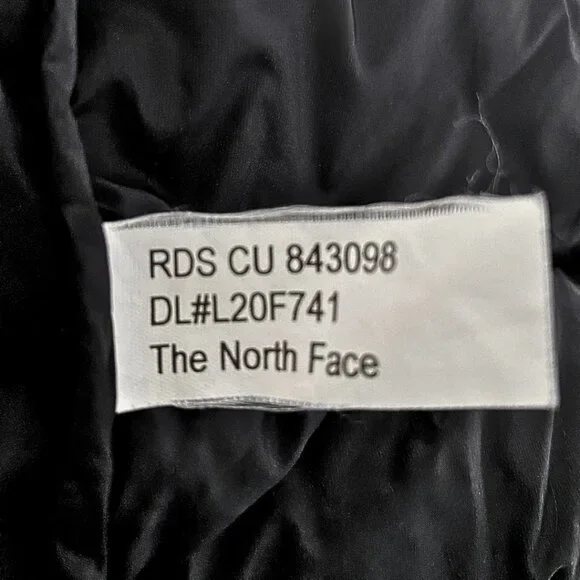 RDS CU 843098
DL#L20F741
The North Face